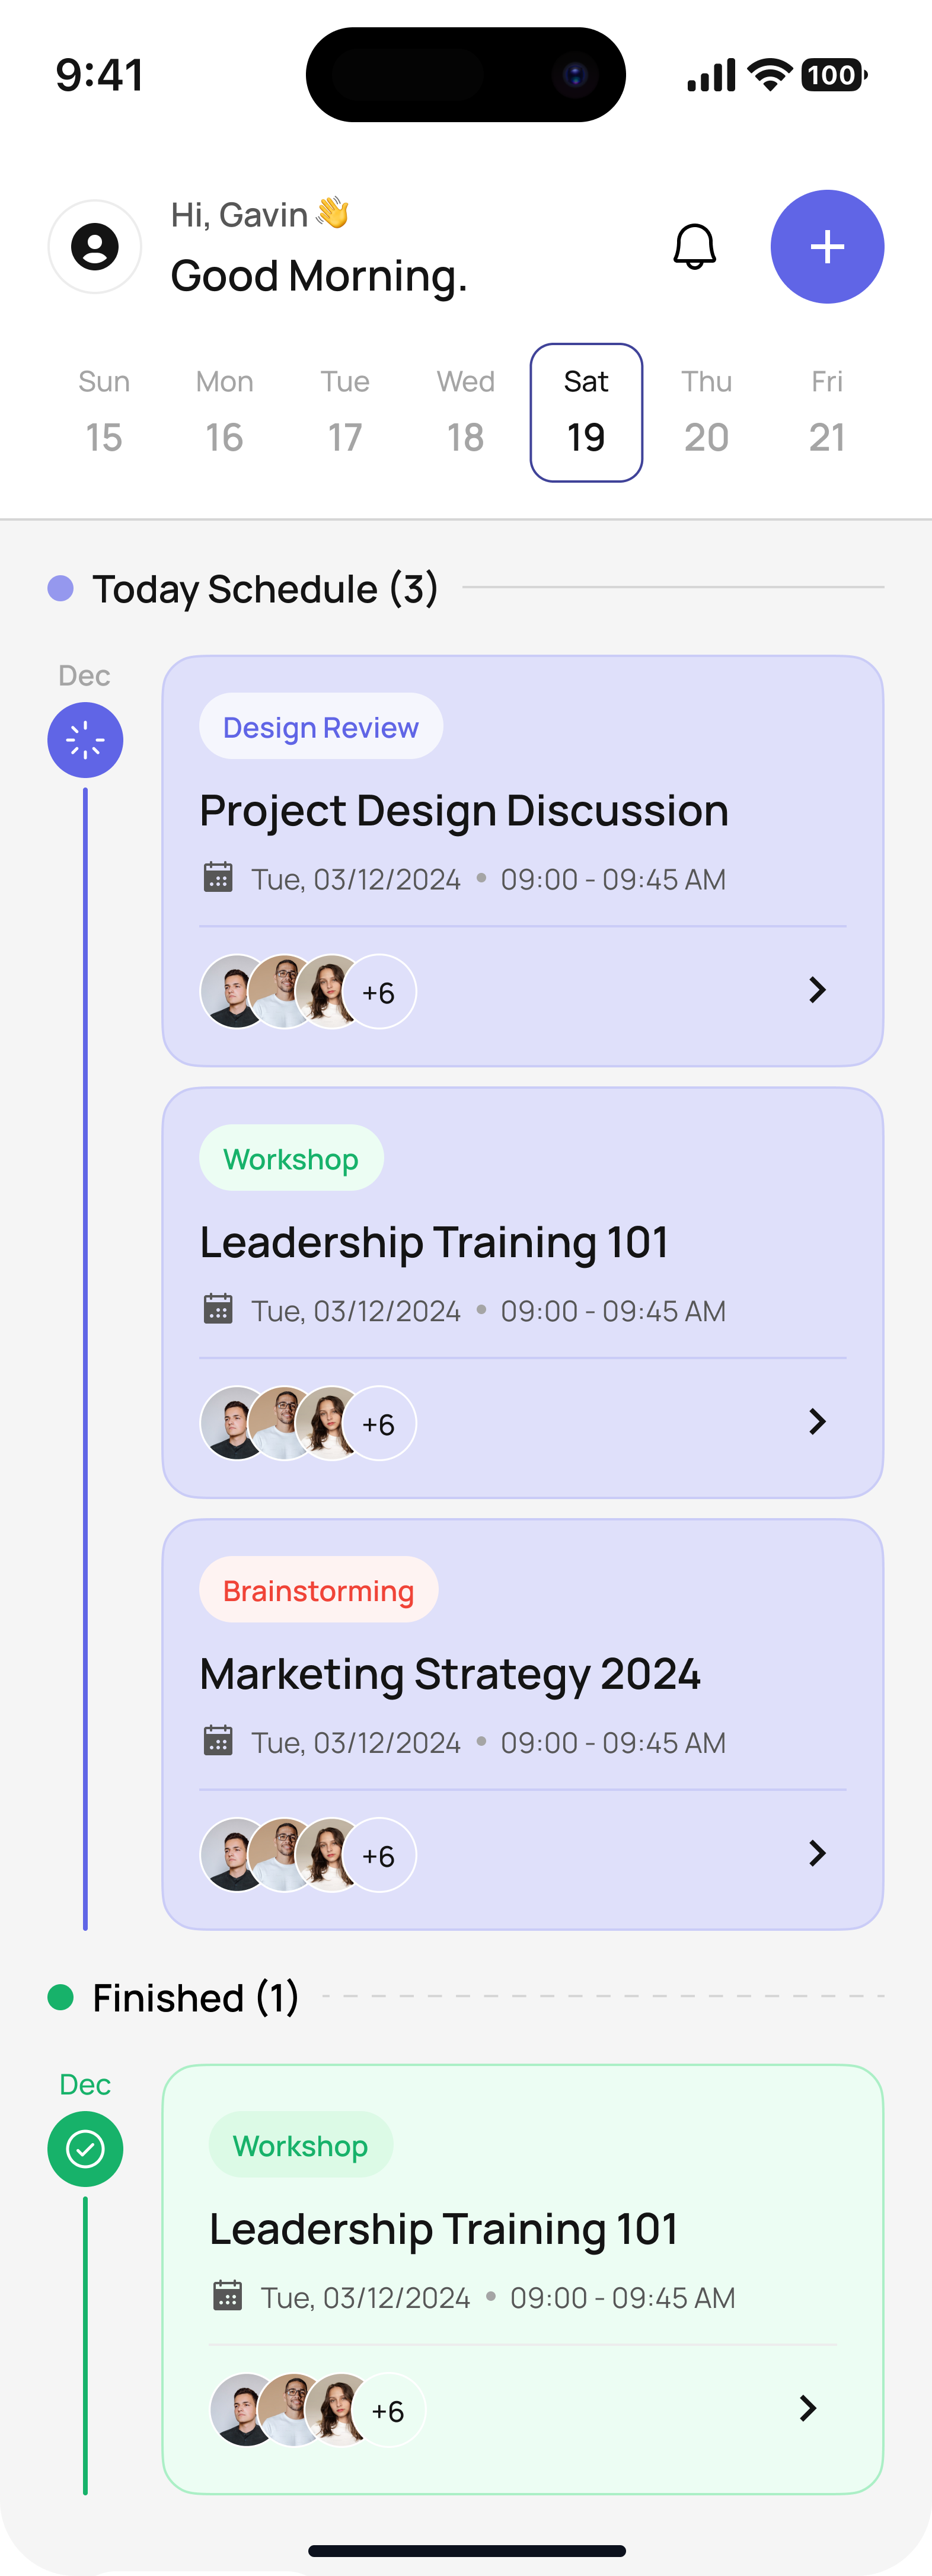 9:41
100
Hi, Gavin 👋
Good Morning.
+
Sun Mon Tue Wed Sat Thu Fri
15 16 17 18 19 20 21
Today Schedule (3)
Dec
Design Review
Project Design Discussion
Tue, 03/12/2024 • 09:00 - 09:45 AM
+6
Workshop
Leadership Training 101
Tue, 03/12/2024 • 09:00 - 09:45 AM
+6
Brainstorming
Marketing Strategy 2024
Tue, 03/12/2024 • 09:00 - 09:45 AM
+6
Finished (1)
Dec
Workshop
Leadership Training 101
Tue, 03/12/2024 • 09:00 - 09:45 AM
+6